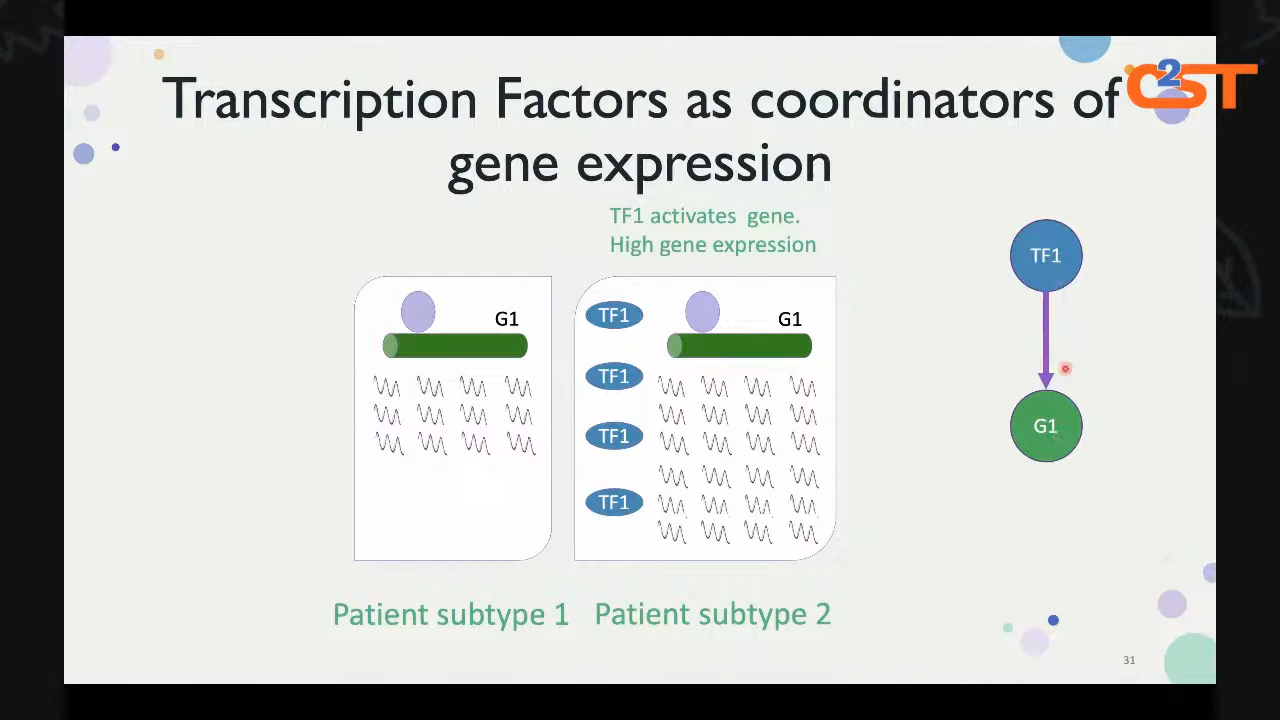 Transcription Factors as coordinators of
gene expression
C2ST
TF1 activates gene.
High gene expression
G1
TF1
TF1
TF1
TF1
G1
TF1
G1
Patient subtype 1
Patient subtype 2
31